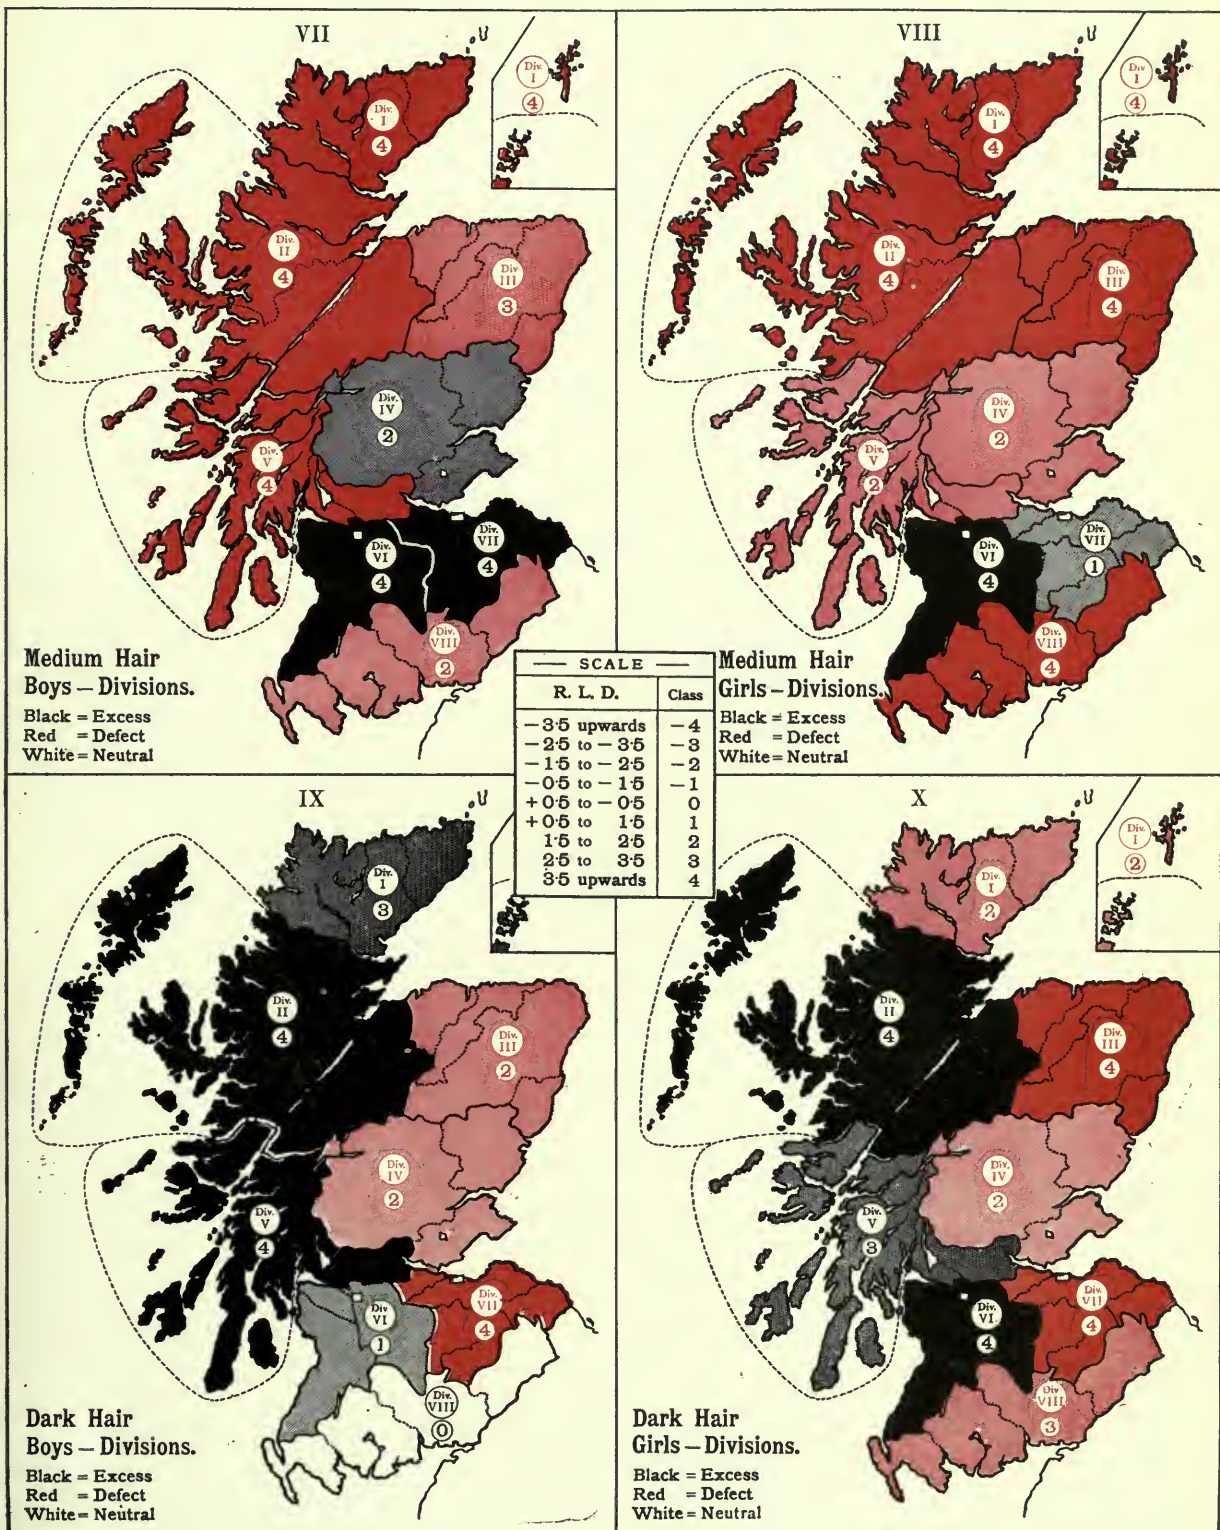 VII
Div.
I
4
Div.
I
4
Div.
II
4
Div
III
3
Div.
IV
2
Div.
V
4
Div.
VI
4
Div.
VII
4
Div.
VIII
2
Medium Hair
Boys – Divisions.
Black = Excess
Red = Defect
White = Neutral
VIII
Div
1
4
Div.
I
4
Div.
II
4
Div.
III
4
Div.
IV
2
Div.
V
2
Div.
VI
4
Div.
VII
1
Div.
VIII
4
Medium Hair
Girls – Divisions.
Black = Excess
Red = Defect
White = Neutral
SCALE
R. L. D. Class
−3·5 upwards −4
−2·5 to −3·5 −3
−1·5 to −2·5 −2
−0·5 to −1·5 −1
+0·5 to −0·5 0
+0·5 to 1·5 1
1·5 to 2·5 2
2·5 to 3·5 3
3·5 upwards 4
IX
Div.
I
3
Div.
II
4
Div.
III
2
Div.
IV
2
Div.
V
4
Div
VI
1
Div.
VII
4
Div.
VIII
0
Dark Hair
Boys – Divisions.
Black = Excess
Red = Defect
White = Neutral
X
Div.
I
2
Div.
I
2
Div.
II
4
Div.
III
4
Div.
IV
2
Div.
V
3
Div.
VI.
4
Div.
VII
4
Div.
VIII
3
Dark Hair
Girls – Divisions.
Black = Excess
Red = Defect
White = Neutral